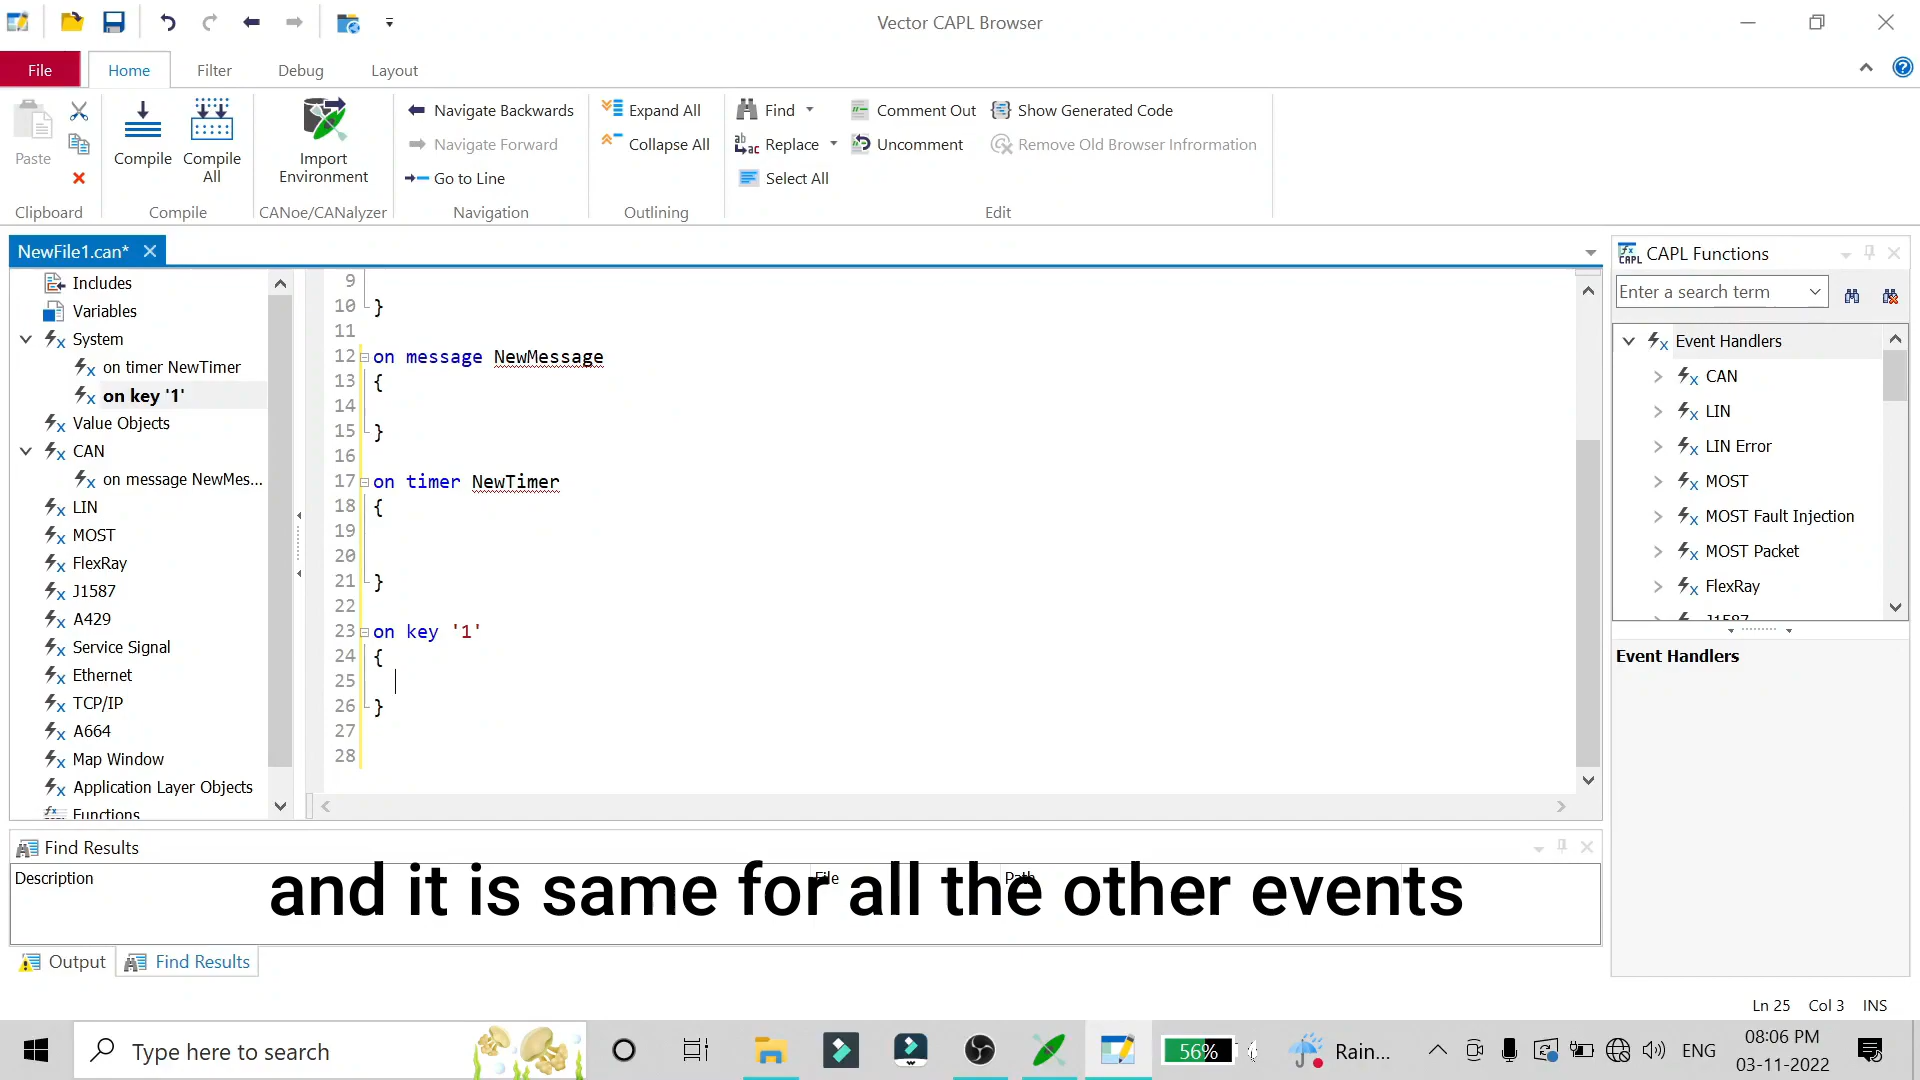 Vector CAPL Browser
File
Home
Filter
Debug
Layout
Paste
Clipboard
Compile
Compile All
Compile
Import Environment
CANoe/CANalyzer
Navigate Backwards
Navigate Forward
Go to Line
Navigation
Expand All
Collapse All
Outlining
Find
Replace
Select All
Comment Out
Uncomment
Show Generated Code
Remove Old Browser Infrormation
Edit
NewFile1.can*
Includes
Variables
System
on timer NewTimer
on key '1'
Value Objects
CAN
on message NewMes...
LIN
MOST
FlexRay
J1587
A429
Service Signal
Ethernet
TCP/IP
A664
Map Window
Application Layer Objects
Functions
9
10 }
11
12 on message NewMessage
13 {
14
15 }
16
17 on timer NewTimer
18 {
19
20
21 }
22
23 on key '1'
24 {
25
26 }
27
28
CAPL Functions
Enter a search term
Event Handlers
CAN
LIN
LIN Error
MOST
MOST Fault Injection
MOST Packet
FlexRay
J1587
Event Handlers
Find Results
Description File Path
and it is same for all the other events
Output
Find Results
Ln 25 Col 3 INS
Type here to search
56%
Rain...
ENG
08:06 PM
03-11-2022